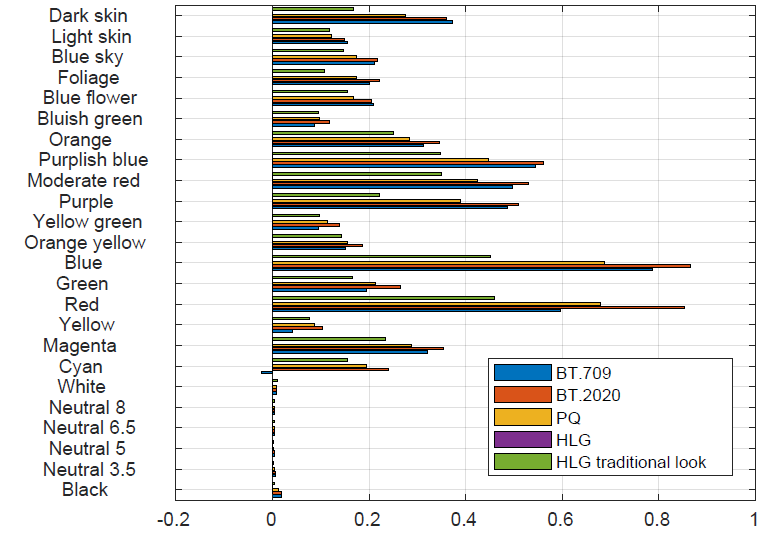 Dark skin
Light skin
Blue sky
Foliage
Blue flower
Bluish green
Orange
Purplish blue
Moderate red
Purple
Yellow green
Orange yellow
Blue
Green
Red
Yellow
Magenta
Cyan
White
Neutral 8
Neutral 6.5
Neutral 5
Neutral 3.5
Black
BT.709
BT.2020
PQ
HLG
HLG traditional look
-0.2 0 0.2 0.4 0.6 0.8 1